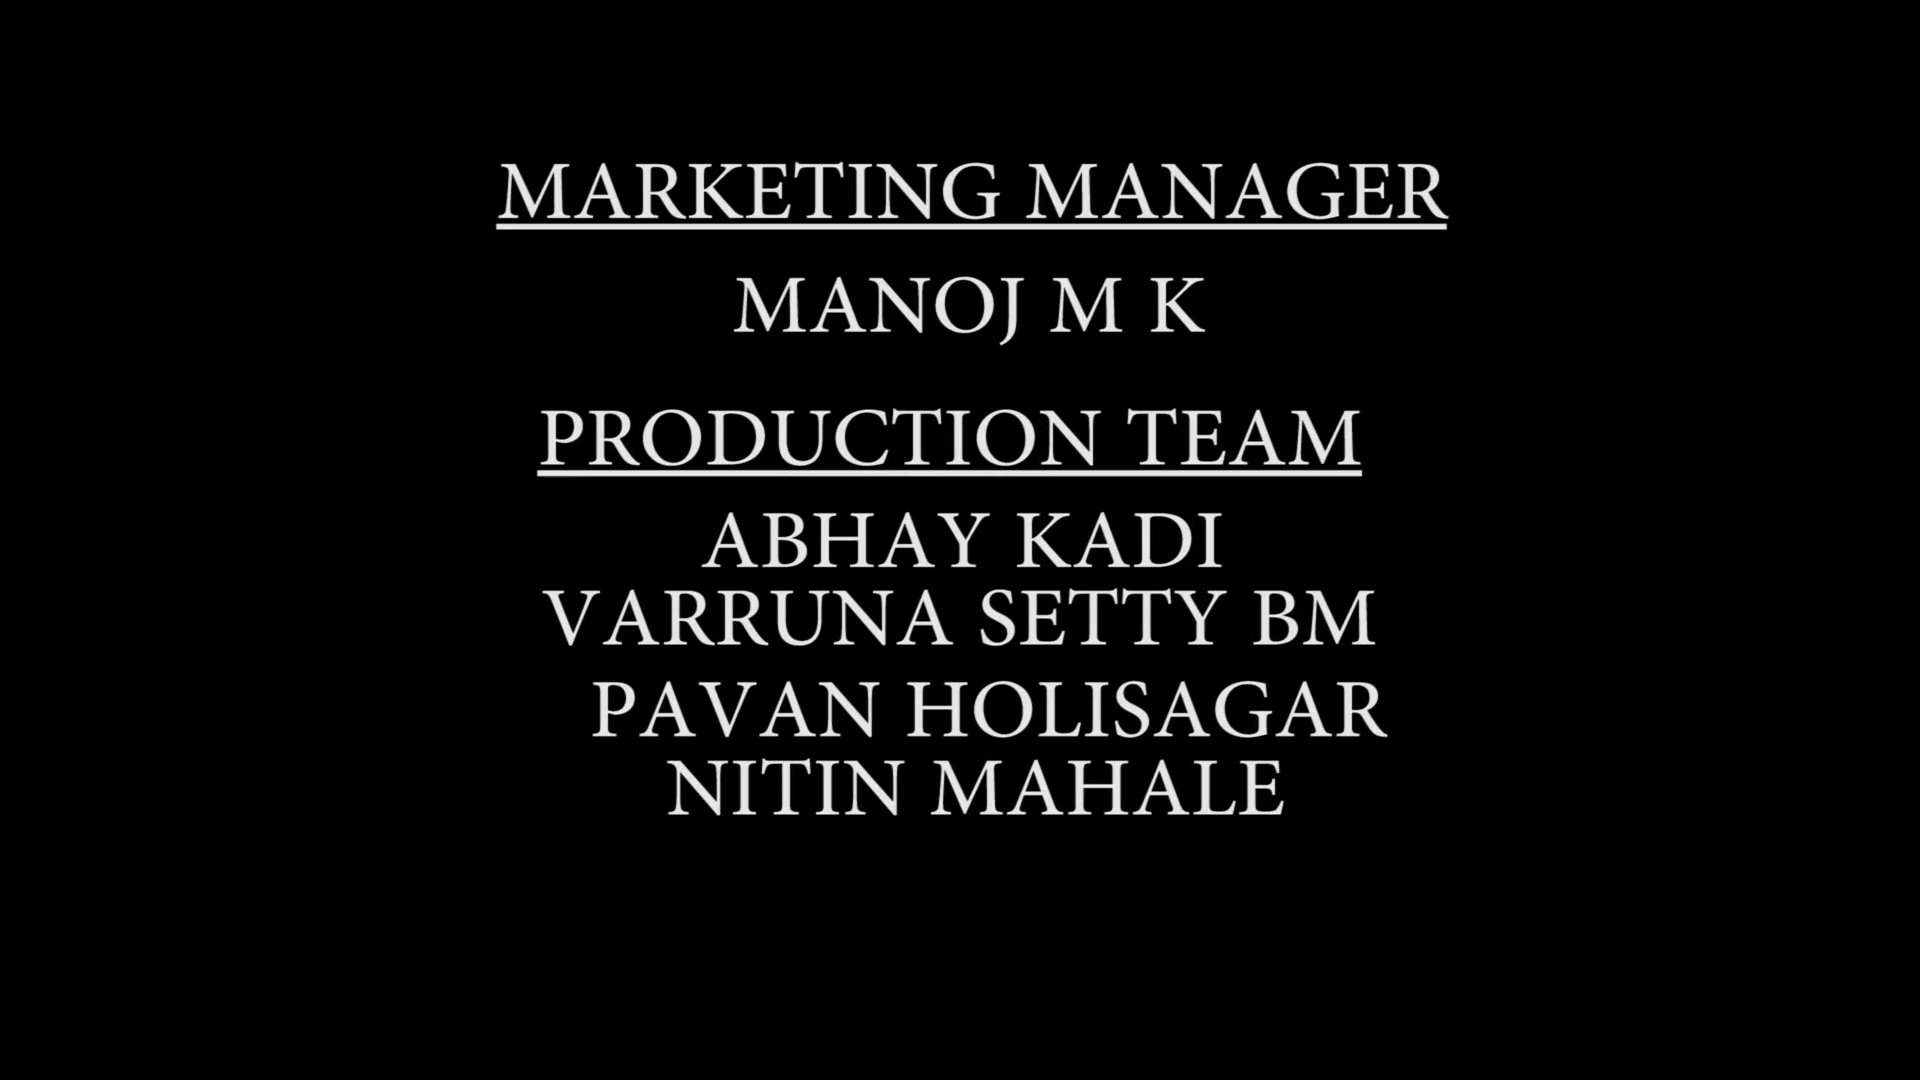 MARKETING MANAGER
MANOJ M K
PRODUCTION TEAM
ABHAY KADI
VARRUNA SETTY BM
PAVAN HOLISAGAR
NITIN MAHALE